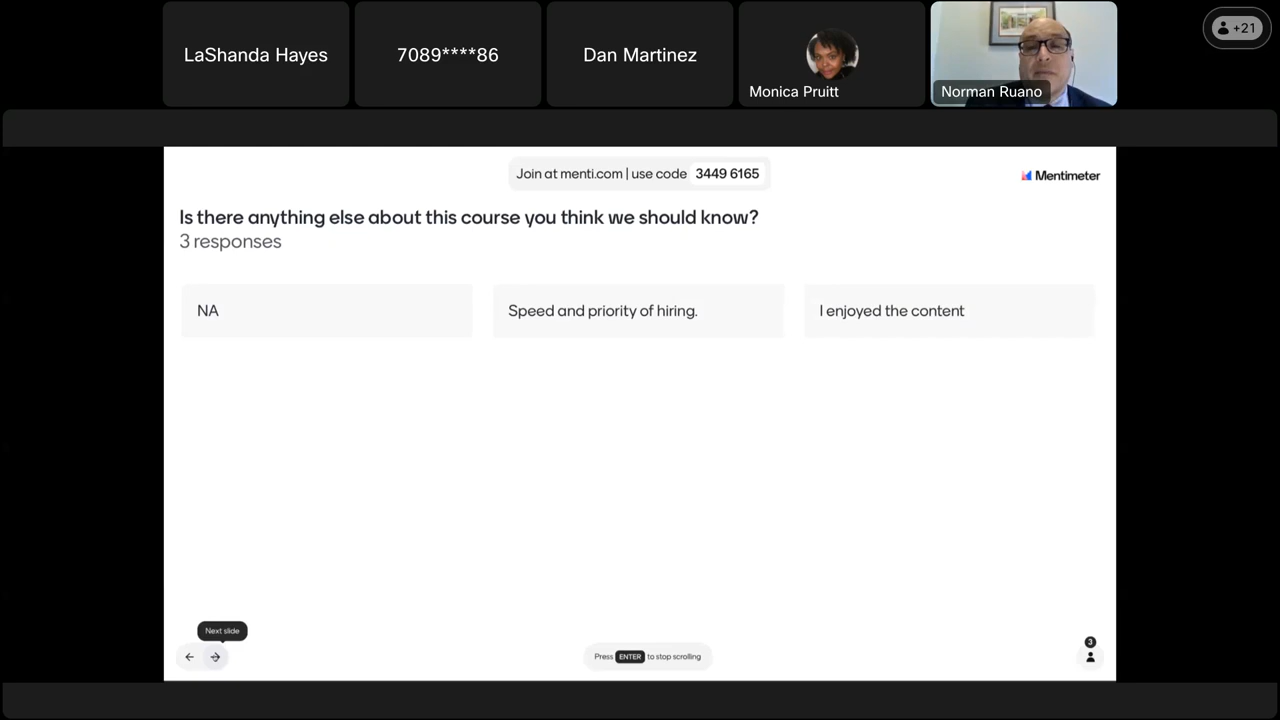 LaShanda Hayes
7089****86
Dan Martinez
Monica Pruitt
Norman Ruano
+21
Join at menti.com | use code 3449 6165
Mentimeter
Is there anything else about this course you think we should know?
3 responses
NA
Speed and priority of hiring.
I enjoyed the content
Next slide
Press ENTER to stop scrolling
3